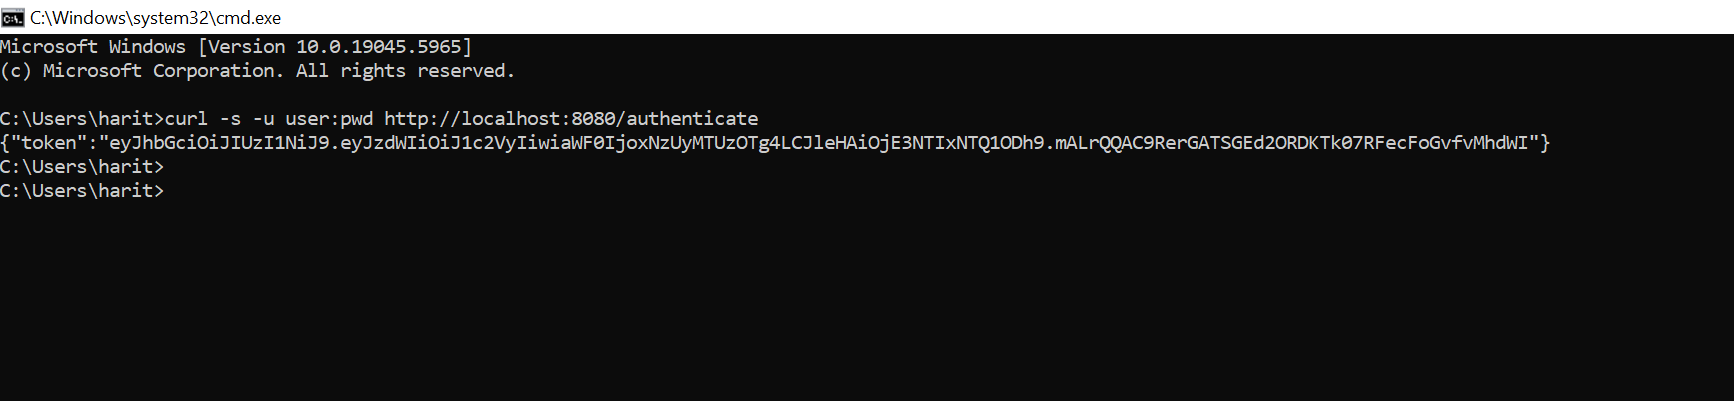 C:\Windows\system32\cmd.exe
Microsoft Windows [Version 10.0.19045.5965]
(c) Microsoft Corporation. All rights reserved.
C:\Users\harit>curl -s -u user:pwd http://localhost:8080/authenticate
{"token":"eyJhbGciOiJIUzI1NiJ9.eyJzdWIiOiJ1c2VyIiwiaWF0IjoxNzUyMTUzOTg4LCJleHAiOjE3NTIxNTQ1ODh9.mALrQQAC9RerGATSGEd2ORDKTk07RFecFoGvfvMhdWI"}
C:\Users\harit>
C:\Users\harit>